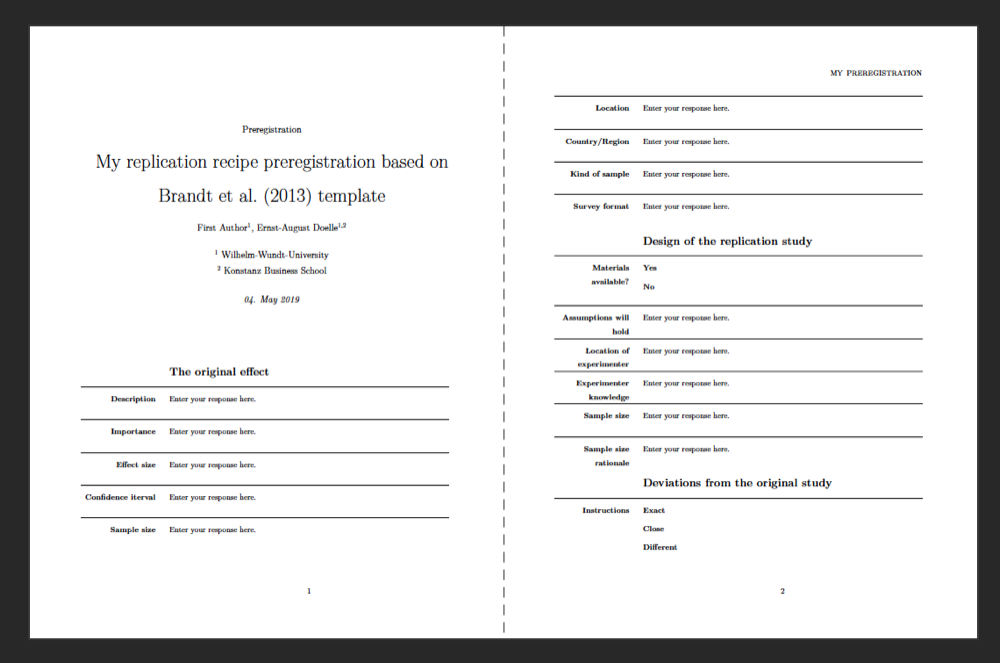 Preregistration
My replication recipe preregistration based on
Brandt et al. (2013) template
First Author¹, Ernst-August Doelle¹,²
¹ Wilhelm-Wundt-University
² Konstanz Business School
04. May 2019
The original effect
Description Enter your response here.
Importance Enter your response here.
Effect size Enter your response here.
Confidence iterval Enter your response here.
Sample size Enter your response here.
1
MY PREREGISTRATION
Location Enter your response here.
Country/Region Enter your response here.
Kind of sample Enter your response here.
Survey format Enter your response here.
Design of the replication study
Materials Yes
available?
No
Assumptions will Enter your response here.
hold
Location of Enter your response here.
experimenter
Experimenter Enter your response here.
knowledge
Sample size Enter your response here.
Sample size Enter your response here.
rationale
Deviations from the original study
Instructions Exact
Close
Different
2